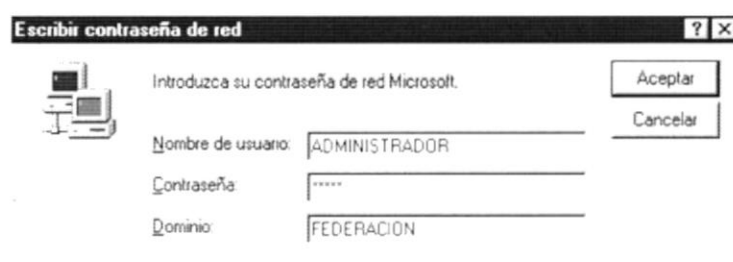 Escribir contraseña de red ? ×
Introduzca su contraseña de red Microsoft. Aceptar
Cancelar
Nombre de usuario: ADMINISTRADOR
Contraseña: -----
Dominio: FEDERACION